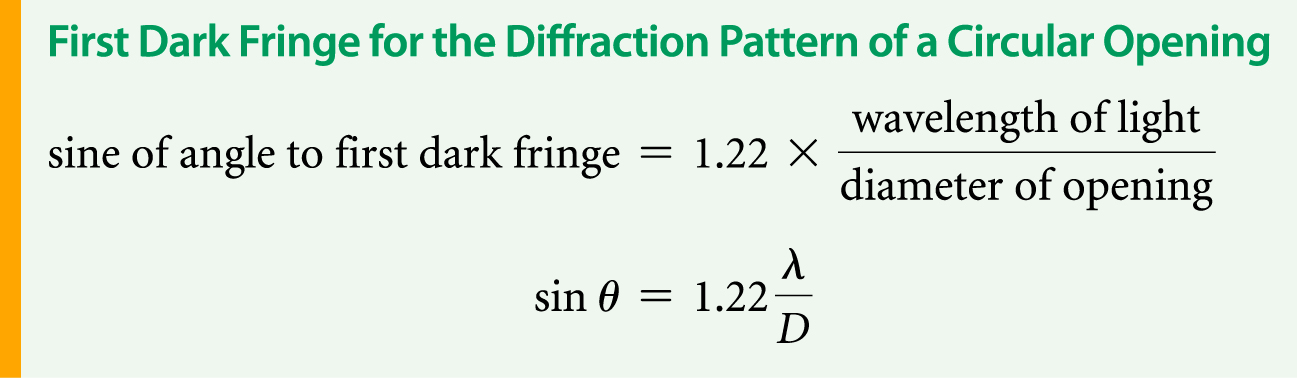 First Dark Fringe for the Diffraction Pattern of a Circular Opening
sine of angle to first dark fringe = 1.22 × wavelength of light / diameter of opening
sin θ = 1.22 λ / D